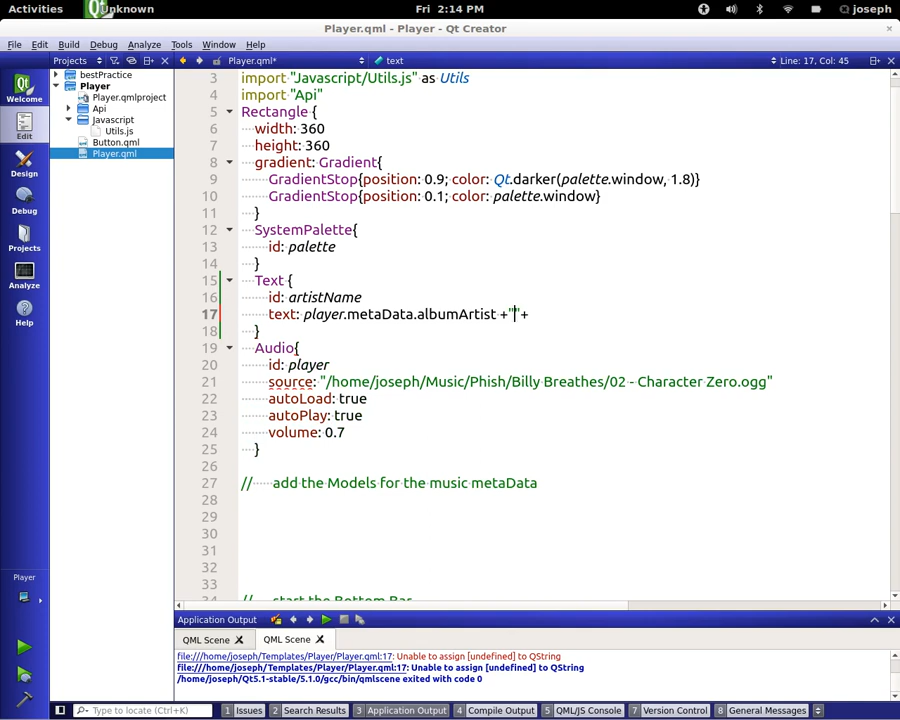 Activities Unknown Fri 2:14 PM joseph
Player.qml - Player - Qt Creator
File Edit Build Debug Analyze Tools Window Help
Projects Player.qml* text Line: 17, Col: 45
Qt
Welcome
Edit
Design
Debug
Projects
Analyze
Help
Player
bestPractice
Player
Player.qmlproject
Api
Javascript
Utils.js
Button.qml
Player.qml
3 import "Javascript/Utils.js" as Utils
4 import "Api"
5 Rectangle {
6 width: 360
7 height: 360
8 gradient: Gradient{
9 GradientStop{position: 0.9; color: Qt.darker(palette.window, 1.8)}
10 GradientStop{position: 0.1; color: palette.window}
11 }
12 SystemPalette{
13 id: palette
14 }
15 Text {
16 id: artistName
17 text: player.metaData.albumArtist +""+
18 }
19 Audio{
20 id: player
21 source: "/home/joseph/Music/Phish/Billy Breathes/02 - Character Zero.ogg"
22 autoLoad: true
23 autoPlay: true
24 volume: 0.7
25 }
26
27 // add the Models for the music metaData
28
29
30
31
32
33
34 // start the Bottom Bar
Application Output
QML Scene QML Scene
file:///home/joseph/Templates/Player/Player.qml:17: Unable to assign [undefined] to QString
file:///home/joseph/Templates/Player/Player.qml:17: Unable to assign [undefined] to QString
/home/joseph/Qt5.1-stable/5.1.0/gcc/bin/qmlscene exited with code 0
Type to locate (Ctrl+K) 1 Issues 2 Search Results 3 Application Output 4 Compile Output 5 QML/JS Console 7 Version Control 8 General Messages